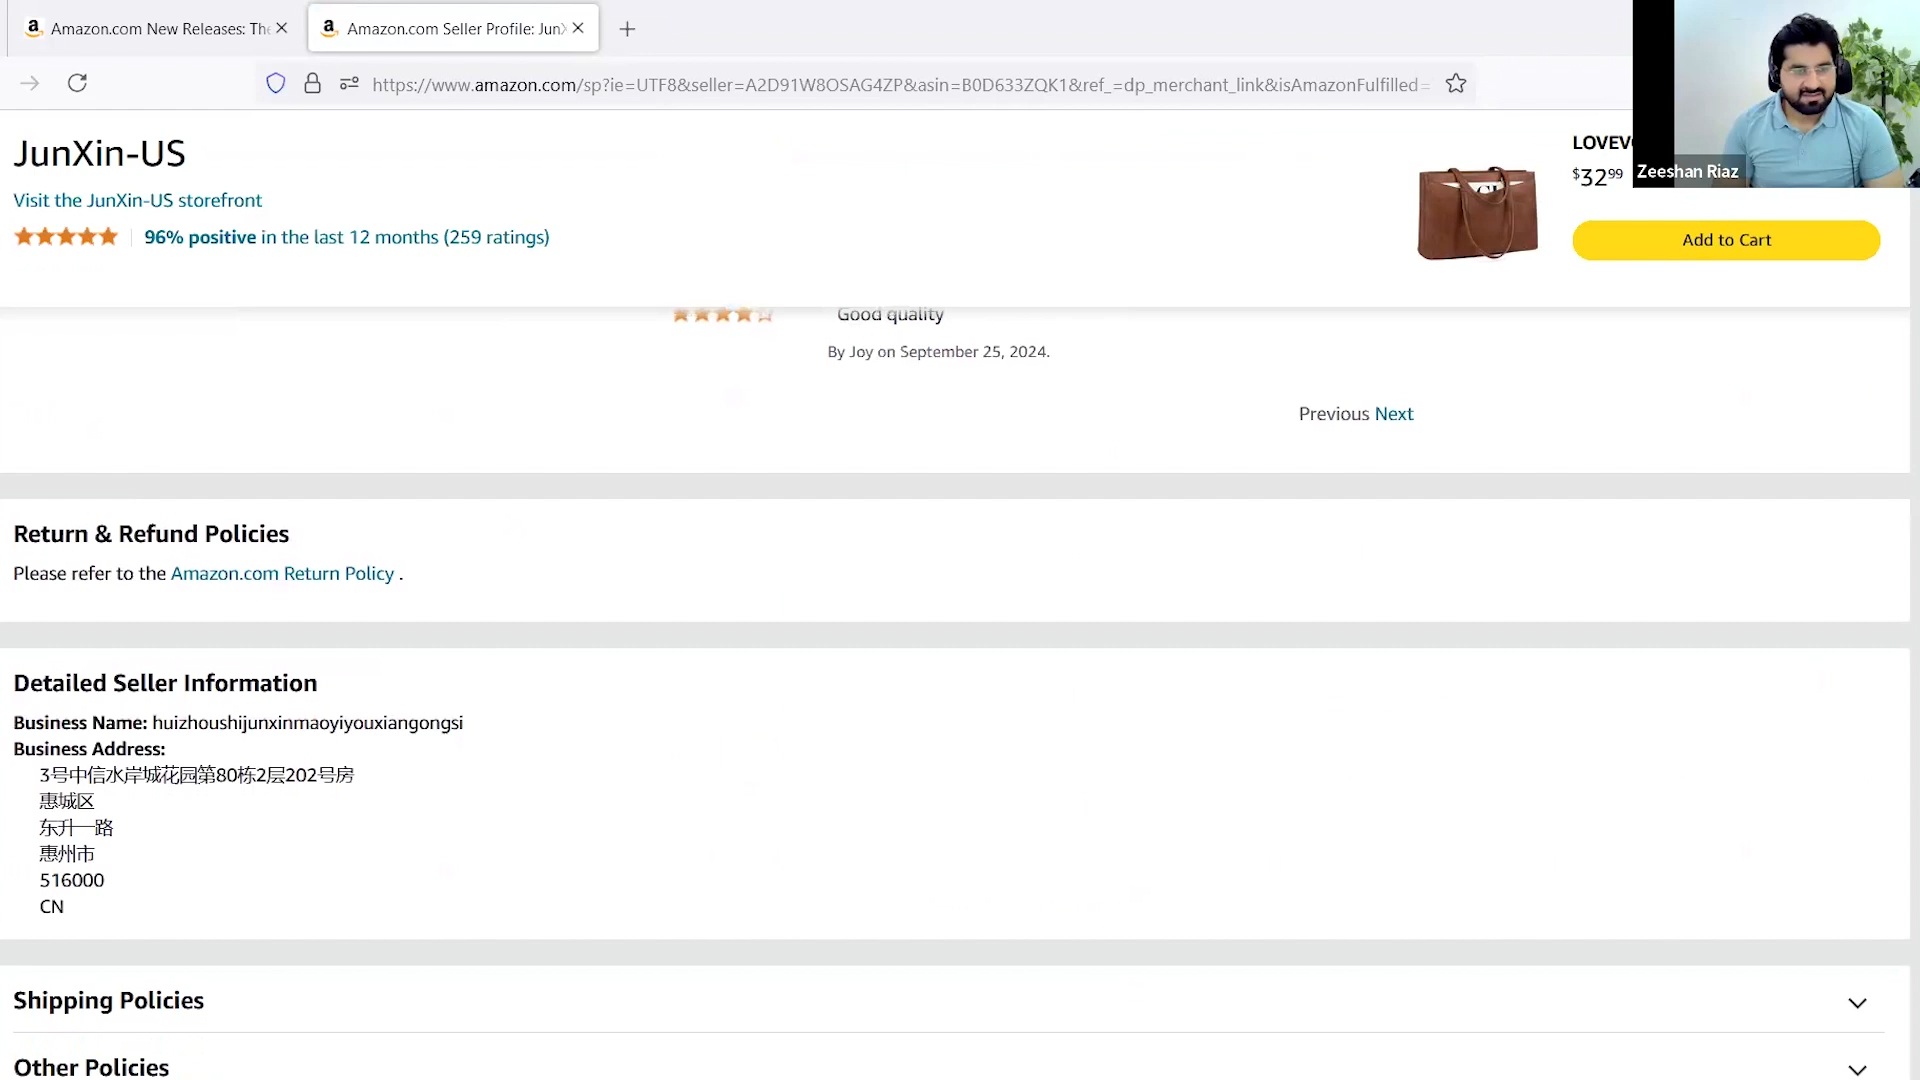 Amazon.com New Releases: The
Amazon.com Seller Profile: JunX
https://www.amazon.com/sp?ie=UTF8&seller=A2D91W8OSAG4ZP&asin=B0D633ZQK1&ref_=dp_merchant_link&isAmazonFulfilled=
JunXin-US
Visit the JunXin-US storefront
96% positive in the last 12 months (259 ratings)
LOVEV
$32⁹⁹
Add to Cart
Zeeshan Riaz
Good quality
By Joy on September 25, 2024.
Previous Next
Return & Refund Policies
Please refer to the Amazon.com Return Policy .
Detailed Seller Information
Business Name: huizhoushijunxinmaoyiyouxiangongsi
Business Address:
3号中信水岸城花园第80栋2层202号房
惠城区
东升一路
惠州市
516000
CN
Shipping Policies
Other Policies